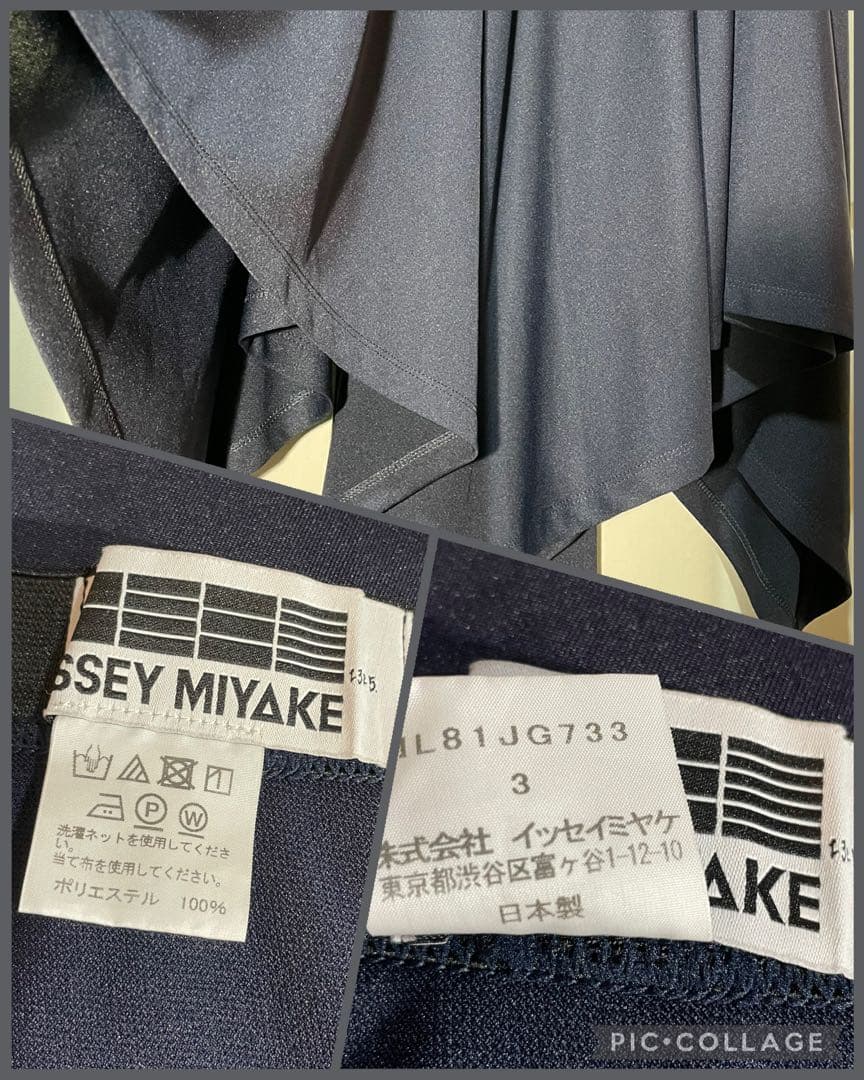 SSEY MIYAKE
P W
洗濯ネットを使用してくださ
い。
当て布を使用してください。
ポリエステル 100%
IL81JG733
3
株式会社 イッセイミヤケ
東京都渋谷区富ヶ谷1-12-10
日本製
AKE
PIC•COLLAGE